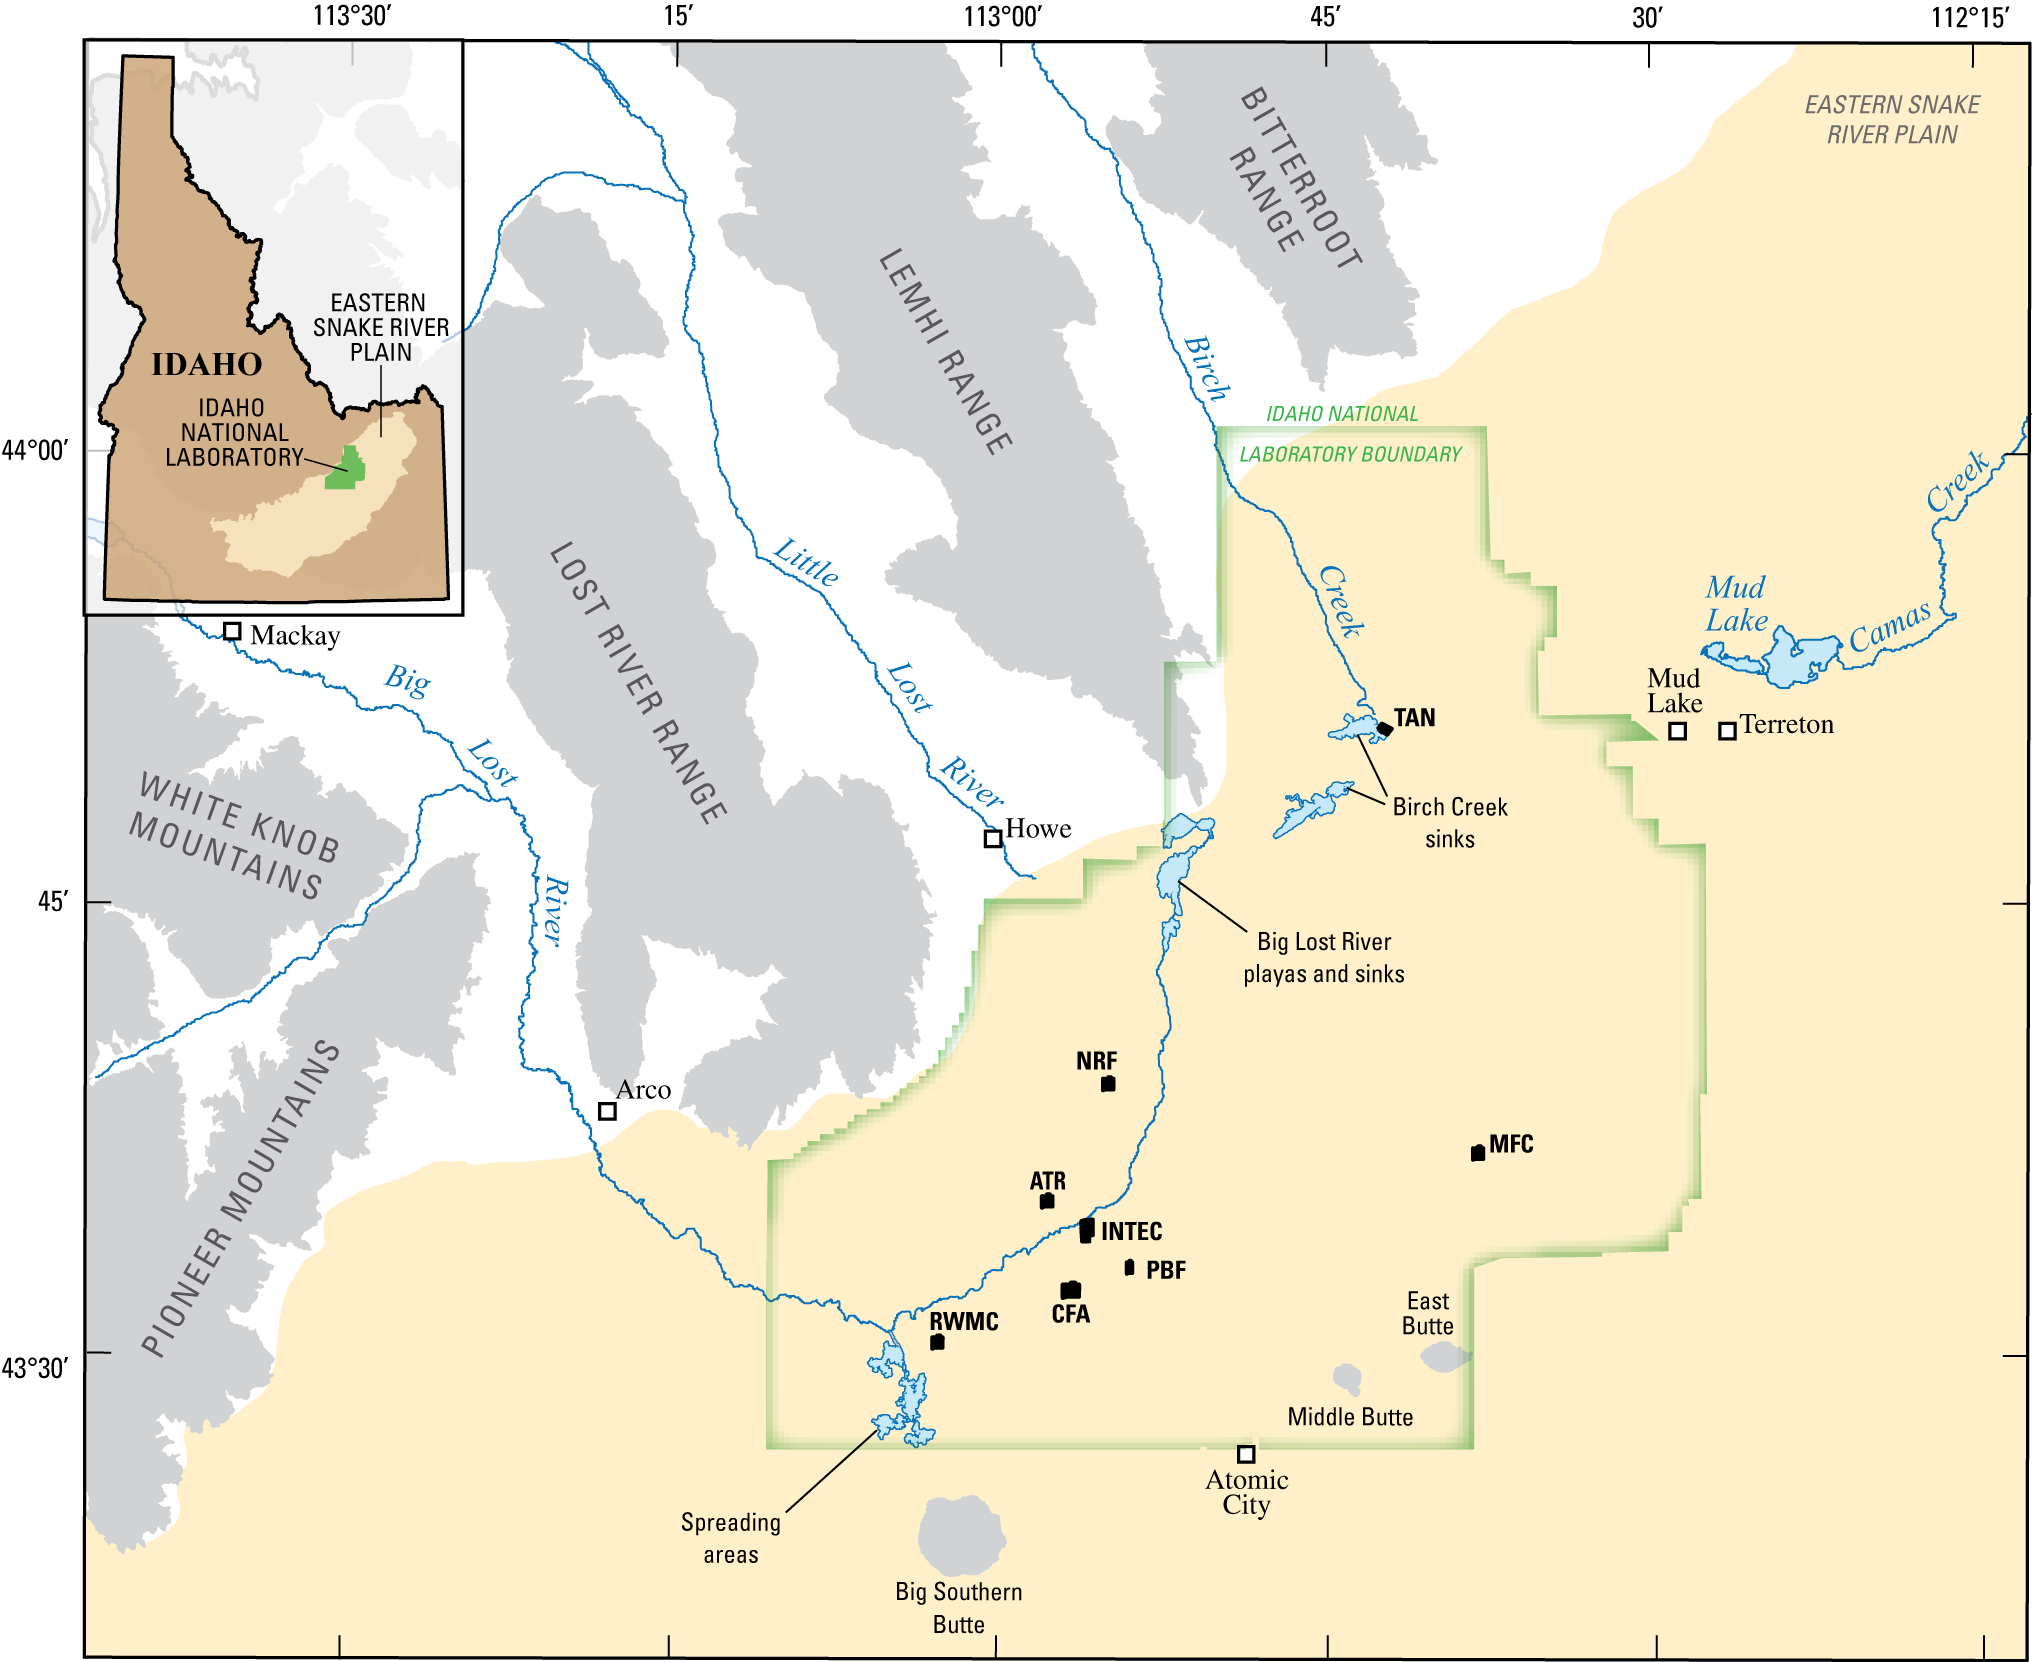 113°30′
15′
113°00′
45′
30′
112°15′
44°00′
45′
43°30′
EASTERN
SNAKE RIVER
PLAIN
IDAHO
IDAHO
NATIONAL
LABORATORY
BITTERROOT
RANGE
EASTERN SNAKE
RIVER PLAIN
LEMHI RANGE
Birch
Creek
IDAHO NATIONAL
LABORATORY BOUNDARY
Creek
Camas
Mud
Lake
Mud
Lake
Terreton
Mackay
Big
Lost
River
LOST RIVER RANGE
Little
Lost
River
Howe
TAN
Birch Creek
sinks
WHITE KNOB
MOUNTAINS
Big Lost River
playas and sinks
PIONEER MOUNTAINS
Arco
NRF
MFC
ATR
INTEC
PBF
CFA
RWMC
East
Butte
Middle Butte
Atomic
City
Spreading
areas
Big Southern
Butte